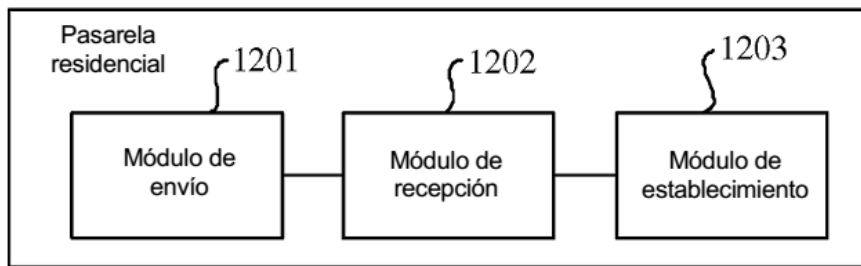 Pasarela
residencial
1201
1202
1203
Módulo de
envío
Módulo de
recepción
Módulo de
establecimiento